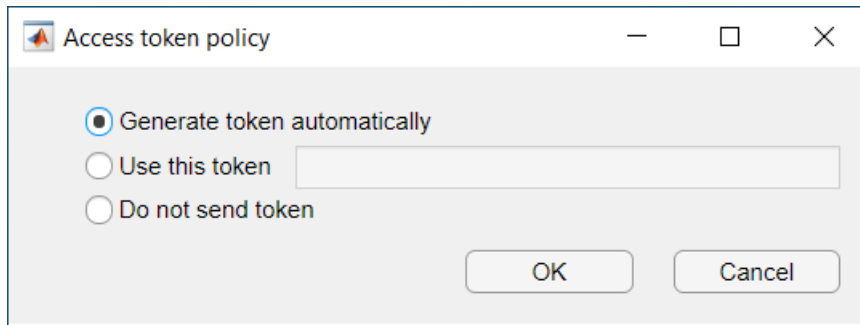 Access token policy
Generate token automatically
Use this token
Do not send token
OK Cancel